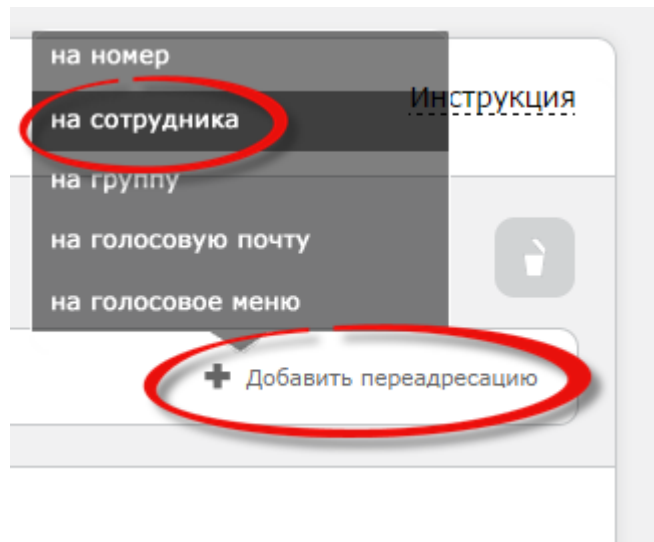 на номер
Инструкция
на сотрудника
на группу
на голосовую почту
на голосовое меню
Добавить переадресацию